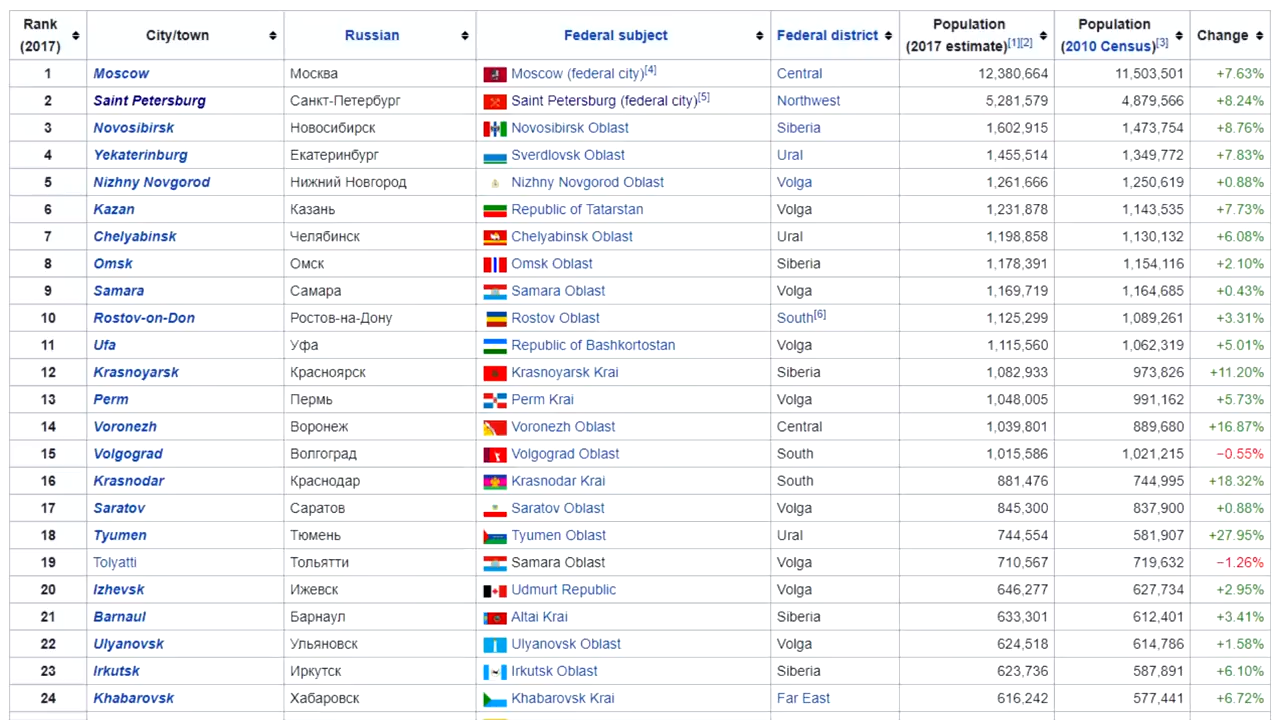 Rank (2017) City/town Russian Federal subject Federal district Population (2017 estimate)[1][2] Population (2010 Census)[3] Change
1 Moscow Москва Moscow (federal city)[4] Central 12,380,664 11,503,501 +7.63%
2 Saint Petersburg Санкт-Петербург Saint Petersburg (federal city)[5] Northwest 5,281,579 4,879,566 +8.24%
3 Novosibirsk Новосибирск Novosibirsk Oblast Siberia 1,602,915 1,473,754 +8.76%
4 Yekaterinburg Екатеринбург Sverdlovsk Oblast Ural 1,455,514 1,349,772 +7.83%
5 Nizhny Novgorod Нижний Новгород Nizhny Novgorod Oblast Volga 1,261,666 1,250,619 +0.88%
6 Kazan Казань Republic of Tatarstan Volga 1,231,878 1,143,535 +7.73%
7 Chelyabinsk Челябинск Chelyabinsk Oblast Ural 1,198,858 1,130,132 +6.08%
8 Omsk Омск Omsk Oblast Siberia 1,178,391 1,154,116 +2.10%
9 Samara Самара Samara Oblast Volga 1,169,719 1,164,685 +0.43%
10 Rostov-on-Don Ростов-на-Дону Rostov Oblast South[6] 1,125,299 1,089,261 +3.31%
11 Ufa Уфа Republic of Bashkortostan Volga 1,115,560 1,062,319 +5.01%
12 Krasnoyarsk Красноярск Krasnoyarsk Krai Siberia 1,082,933 973,826 +11.20%
13 Perm Пермь Perm Krai Volga 1,048,005 991,162 +5.73%
14 Voronezh Воронеж Voronezh Oblast Central 1,039,801 889,680 +16.87%
15 Volgograd Волгоград Volgograd Oblast South 1,015,586 1,021,215 −0.55%
16 Krasnodar Краснодар Krasnodar Krai South 881,476 744,995 +18.32%
17 Saratov Саратов Saratov Oblast Volga 845,300 837,900 +0.88%
18 Tyumen Тюмень Tyumen Oblast Ural 744,554 581,907 +27.95%
19 Tolyatti Тольятти Samara Oblast Volga 710,567 719,632 −1.26%
20 Izhevsk Ижевск Udmurt Republic Volga 646,277 627,734 +2.95%
21 Barnaul Барнаул Altai Krai Siberia 633,301 612,401 +3.41%
22 Ulyanovsk Ульяновск Ulyanovsk Oblast Volga 624,518 614,786 +1.58%
23 Irkutsk Иркутск Irkutsk Oblast Siberia 623,736 587,891 +6.10%
24 Khabarovsk Хабаровск Khabarovsk Krai Far East 616,242 577,441 +6.72%